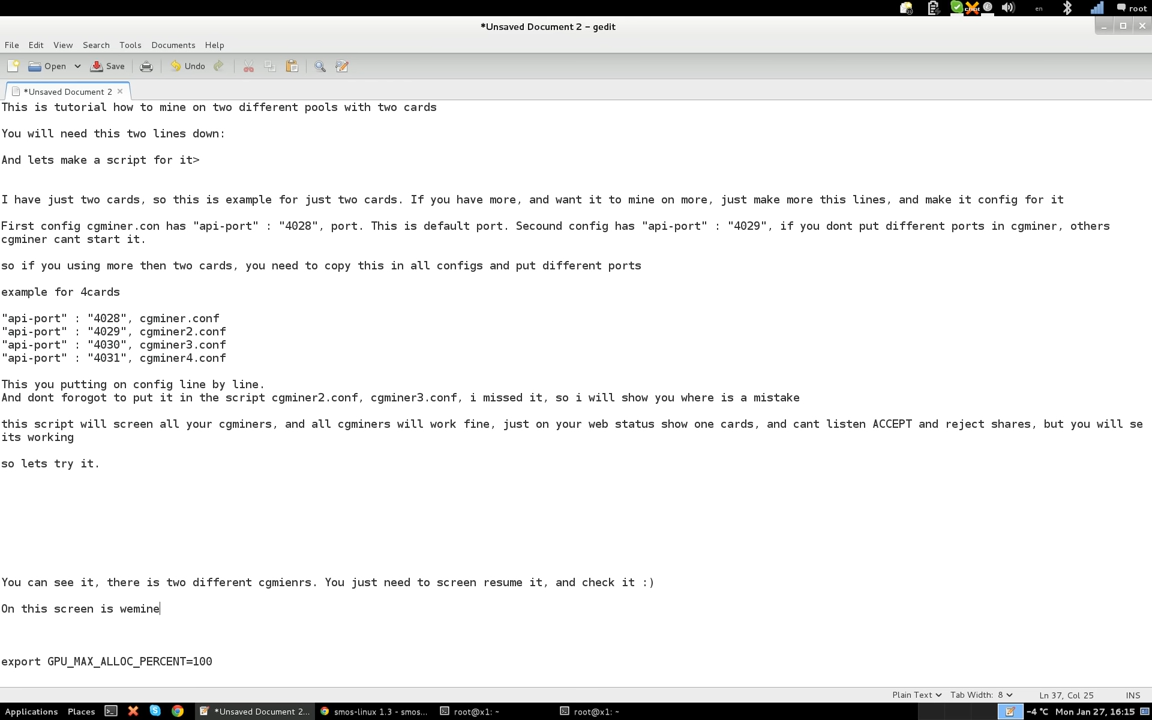 en
root
*Unsaved Document 2 – gedit
File Edit View Search Tools Documents Help
Open Save Undo
*Unsaved Document 2 ×
This is tutorial how to mine on two different pools with two cards
You will need this two lines down:
And lets make a script for it>
I have just two cards, so this is example for just two cards. If you have more, and want it to mine on more, just make more this lines, and make it config for it
First config cgminer.con has "api-port" : "4028", port. This is default port. Secound config has "api-port" : "4029", if you dont put different ports in cgminer, others
cgminer cant start it.
so if you using more then two cards, you need to copy this in all configs and put different ports
example for 4cards
"api-port" : "4028", cgminer.conf
"api-port" : "4029", cgminer2.conf
"api-port" : "4030", cgminer3.conf
"api-port" : "4031", cgminer4.conf
This you putting on config line by line.
And dont forogot to put it in the script cgminer2.conf, cgminer3.conf, i missed it, so i will show you where is a mistake
this script will screen all your cgminers, and all cgminers will work fine, just on your web status show one cards, and cant listen ACCEPT and reject shares, but you will se
its working
so lets try it.
You can see it, there is two different cgmienrs. You just need to screen resume it, and check it :)
On this screen is wemine
export GPU_MAX_ALLOC_PERCENT=100
Plain Text Tab Width: 8 Ln 37, Col 25 INS
Applications Places *Unsaved Document 2... smos-linux 1.3 – smos... root@x1: ~ root@x1: ~ -4 °C Mon Jan 27, 16:15